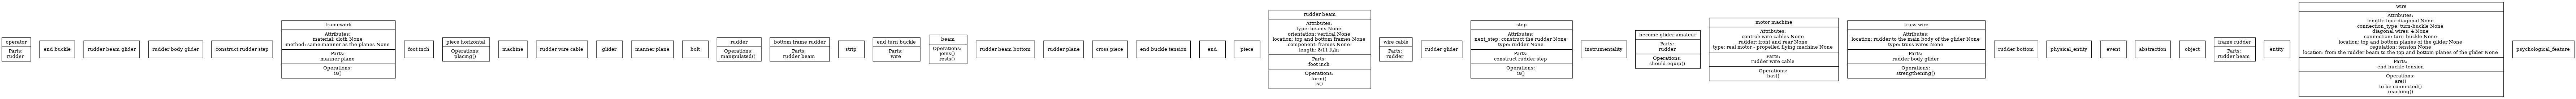 operator
Parts:
rudder
end buckle
rudder beam glider
rudder body glider
construct rudder step
framework
Attributes:
material: cloth None
method: same manner as the planes None
Parts:
manner plane
Operations:
is()
foot inch
piece horizontal
Operations:
placing()
machine
rudder wire cable
glider
manner plane
bolt
rudder
Operations:
manipulated()
bottom frame rudder
Parts:
rudder beam
strip
end turn buckle
Parts:
wire
beam
Operations:
joins()
rests()
rudder beam bottom
rudder plane
cross piece
end buckle tension
end
piece
rudder beam
Attributes:
type: beams None
orientation: vertical None
location: top and bottom frames None
component: frames None
length: 8/11 ft/in
Parts:
foot inch
Operations:
form()
is()
wire cable
Parts:
rudder
rudder glider
step
Attributes:
next_step: construct the rudder None
type: rudder None
Parts:
construct rudder step
Operations:
is()
instrumentality
become glider amateur
Parts:
rudder
Operations:
should equip()
motor machine
Attributes:
control: wire cables None
rudder: front and rear None
type: real motor - propelled flying machine None
Parts:
rudder wire cable
Operations:
has()
truss wire
Attributes:
location: rudder to the main body of the glider None
type: truss wires None
Parts:
rudder body glider
Operations:
strengthening()
rudder bottom
physical_entity
event
abstraction
object
frame rudder
Parts:
rudder beam
entity
wire
Attributes:
length: four diagonal None
connection_type: turn-buckle None
diagonal wires: 4 None
connection: turn-buckle None
location: top and bottom planes of the glider None
regulation: tension None
location: from the rudder beam to the top and bottom planes of the glider None
Parts:
end buckle tension
Operations:
are()
to be connected()
reaching()
psychological_feature